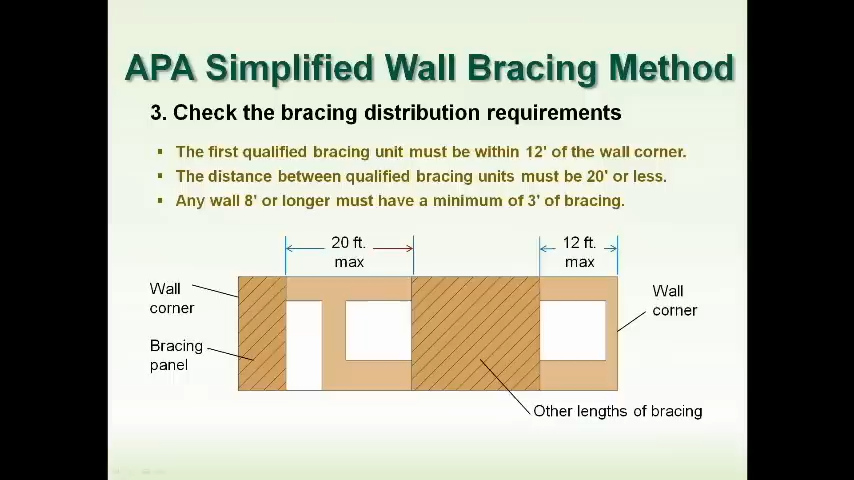 APA Simplified Wall Bracing Method
3. Check the bracing distribution requirements
▪ The first qualified bracing unit must be within 12' of the wall corner.
▪ The distance between qualified bracing units must be 20' or less.
▪ Any wall 8' or longer must have a minimum of 3' of bracing.
20 ft.
max
12 ft.
max
Wall
corner
Bracing
panel
Wall
corner
Other lengths of bracing